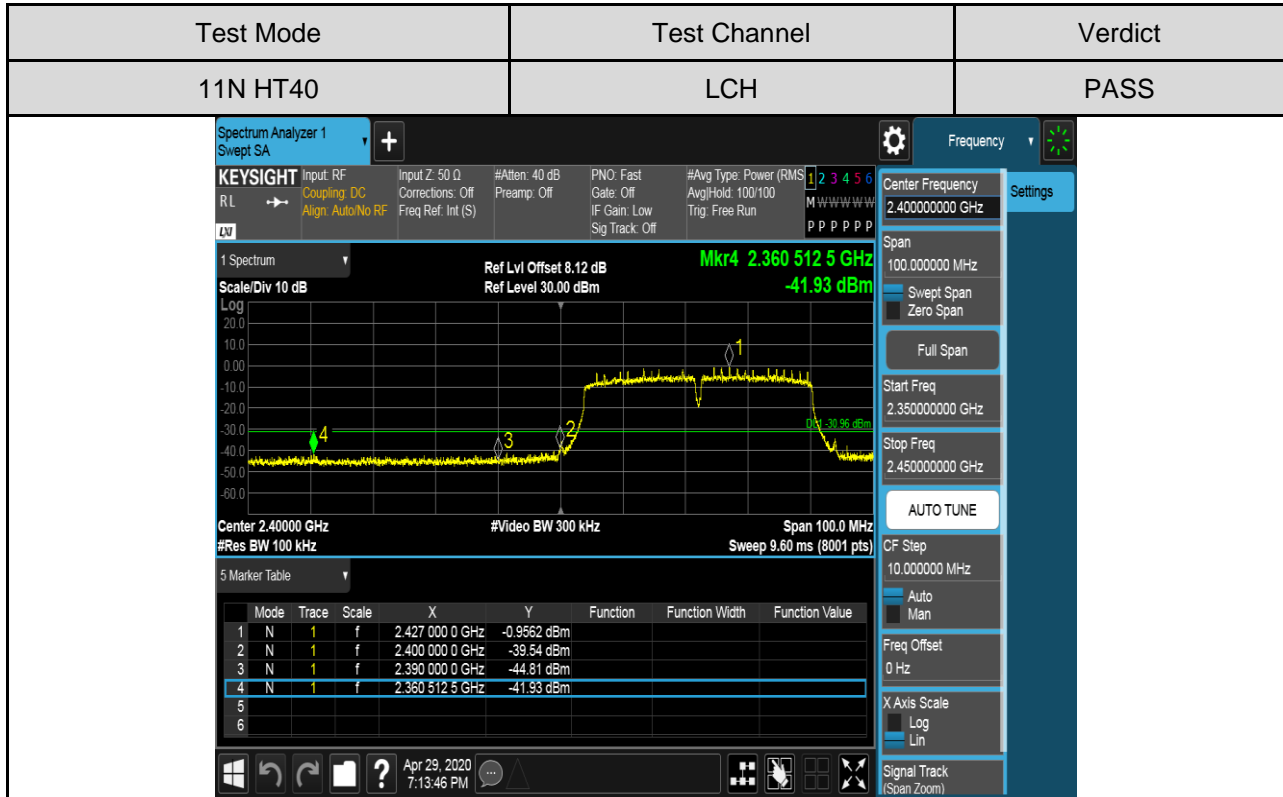 Test Mode Test Channel Verdict
11N HT40 LCH PASS
Spectrum Analyzer 1
Swept SA
+
Frequency
KEYSIGHT
RL
LXI
Input: RF
Coupling: DC
Align: Auto/No RF
Input Z: 50 Ω
Corrections: Off
Freq Ref: Int (S)
#Atten: 40 dB
Preamp: Off
PNO: Fast
Gate: Off
IF Gain: Low
Sig Track: Off
#Avg Type: Power (RMS
Avg|Hold: 100/100
Trig: Free Run
1 2 3 4 5 6
M W W W W W
P P P P P P
1 Spectrum
Scale/Div 10 dB
Ref Lvl Offset 8.12 dB
Ref Level 30.00 dBm
Mkr4 2.360 512 5 GHz
-41.93 dBm
Log
20.0
10.0
0.00
-10.0
-20.0
-30.0
-40.0
-50.0
-60.0
1
2
3
4
DL1 -30.96 dBm
Center 2.40000 GHz #Video BW 300 kHz Span 100.0 MHz
#Res BW 100 kHz Sweep 9.60 ms (8001 pts)
5 Marker Table
Mode Trace Scale X Y Function Function Width Function Value
1 N 1 f 2.427 000 0 GHz -0.9562 dBm
2 N 1 f 2.400 000 0 GHz -39.54 dBm
3 N 1 f 2.390 000 0 GHz -44.81 dBm
4 N 1 f 2.360 512 5 GHz -41.93 dBm
5
6
?
Apr 29, 2020
7:13:46 PM
Center Frequency
2.400000000 GHz
Settings
Span
100.000000 MHz
Swept Span
Zero Span
Full Span
Start Freq
2.350000000 GHz
Stop Freq
2.450000000 GHz
AUTO TUNE
CF Step
10.000000 MHz
Auto
Man
Freq Offset
0 Hz
X Axis Scale
Log
Lin
Signal Track
(Span Zoom)